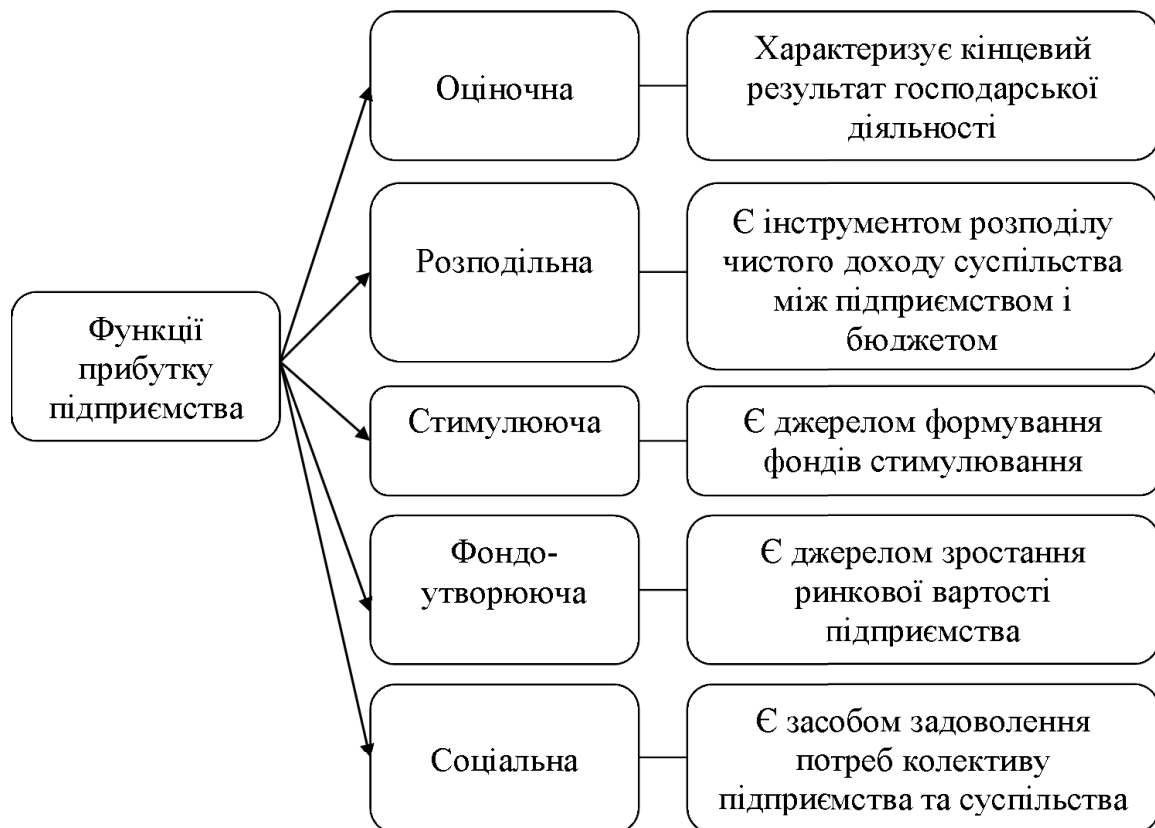 Оціночна
Характеризує кінцевий
результат господарської
діяльності
Розподільна
Є інструментом розподілу
чистого доходу суспільства
між підприємством і
бюджетом
Функції
прибутку
підприємства
Стимулююча
Є джерелом формування
фондів стимулювання
Фондо-
утворююча
Є джерелом зростання
ринкової вартості
підприємства
Соціальна
Є засобом задоволення
потреб колективу
підприємства та суспільства